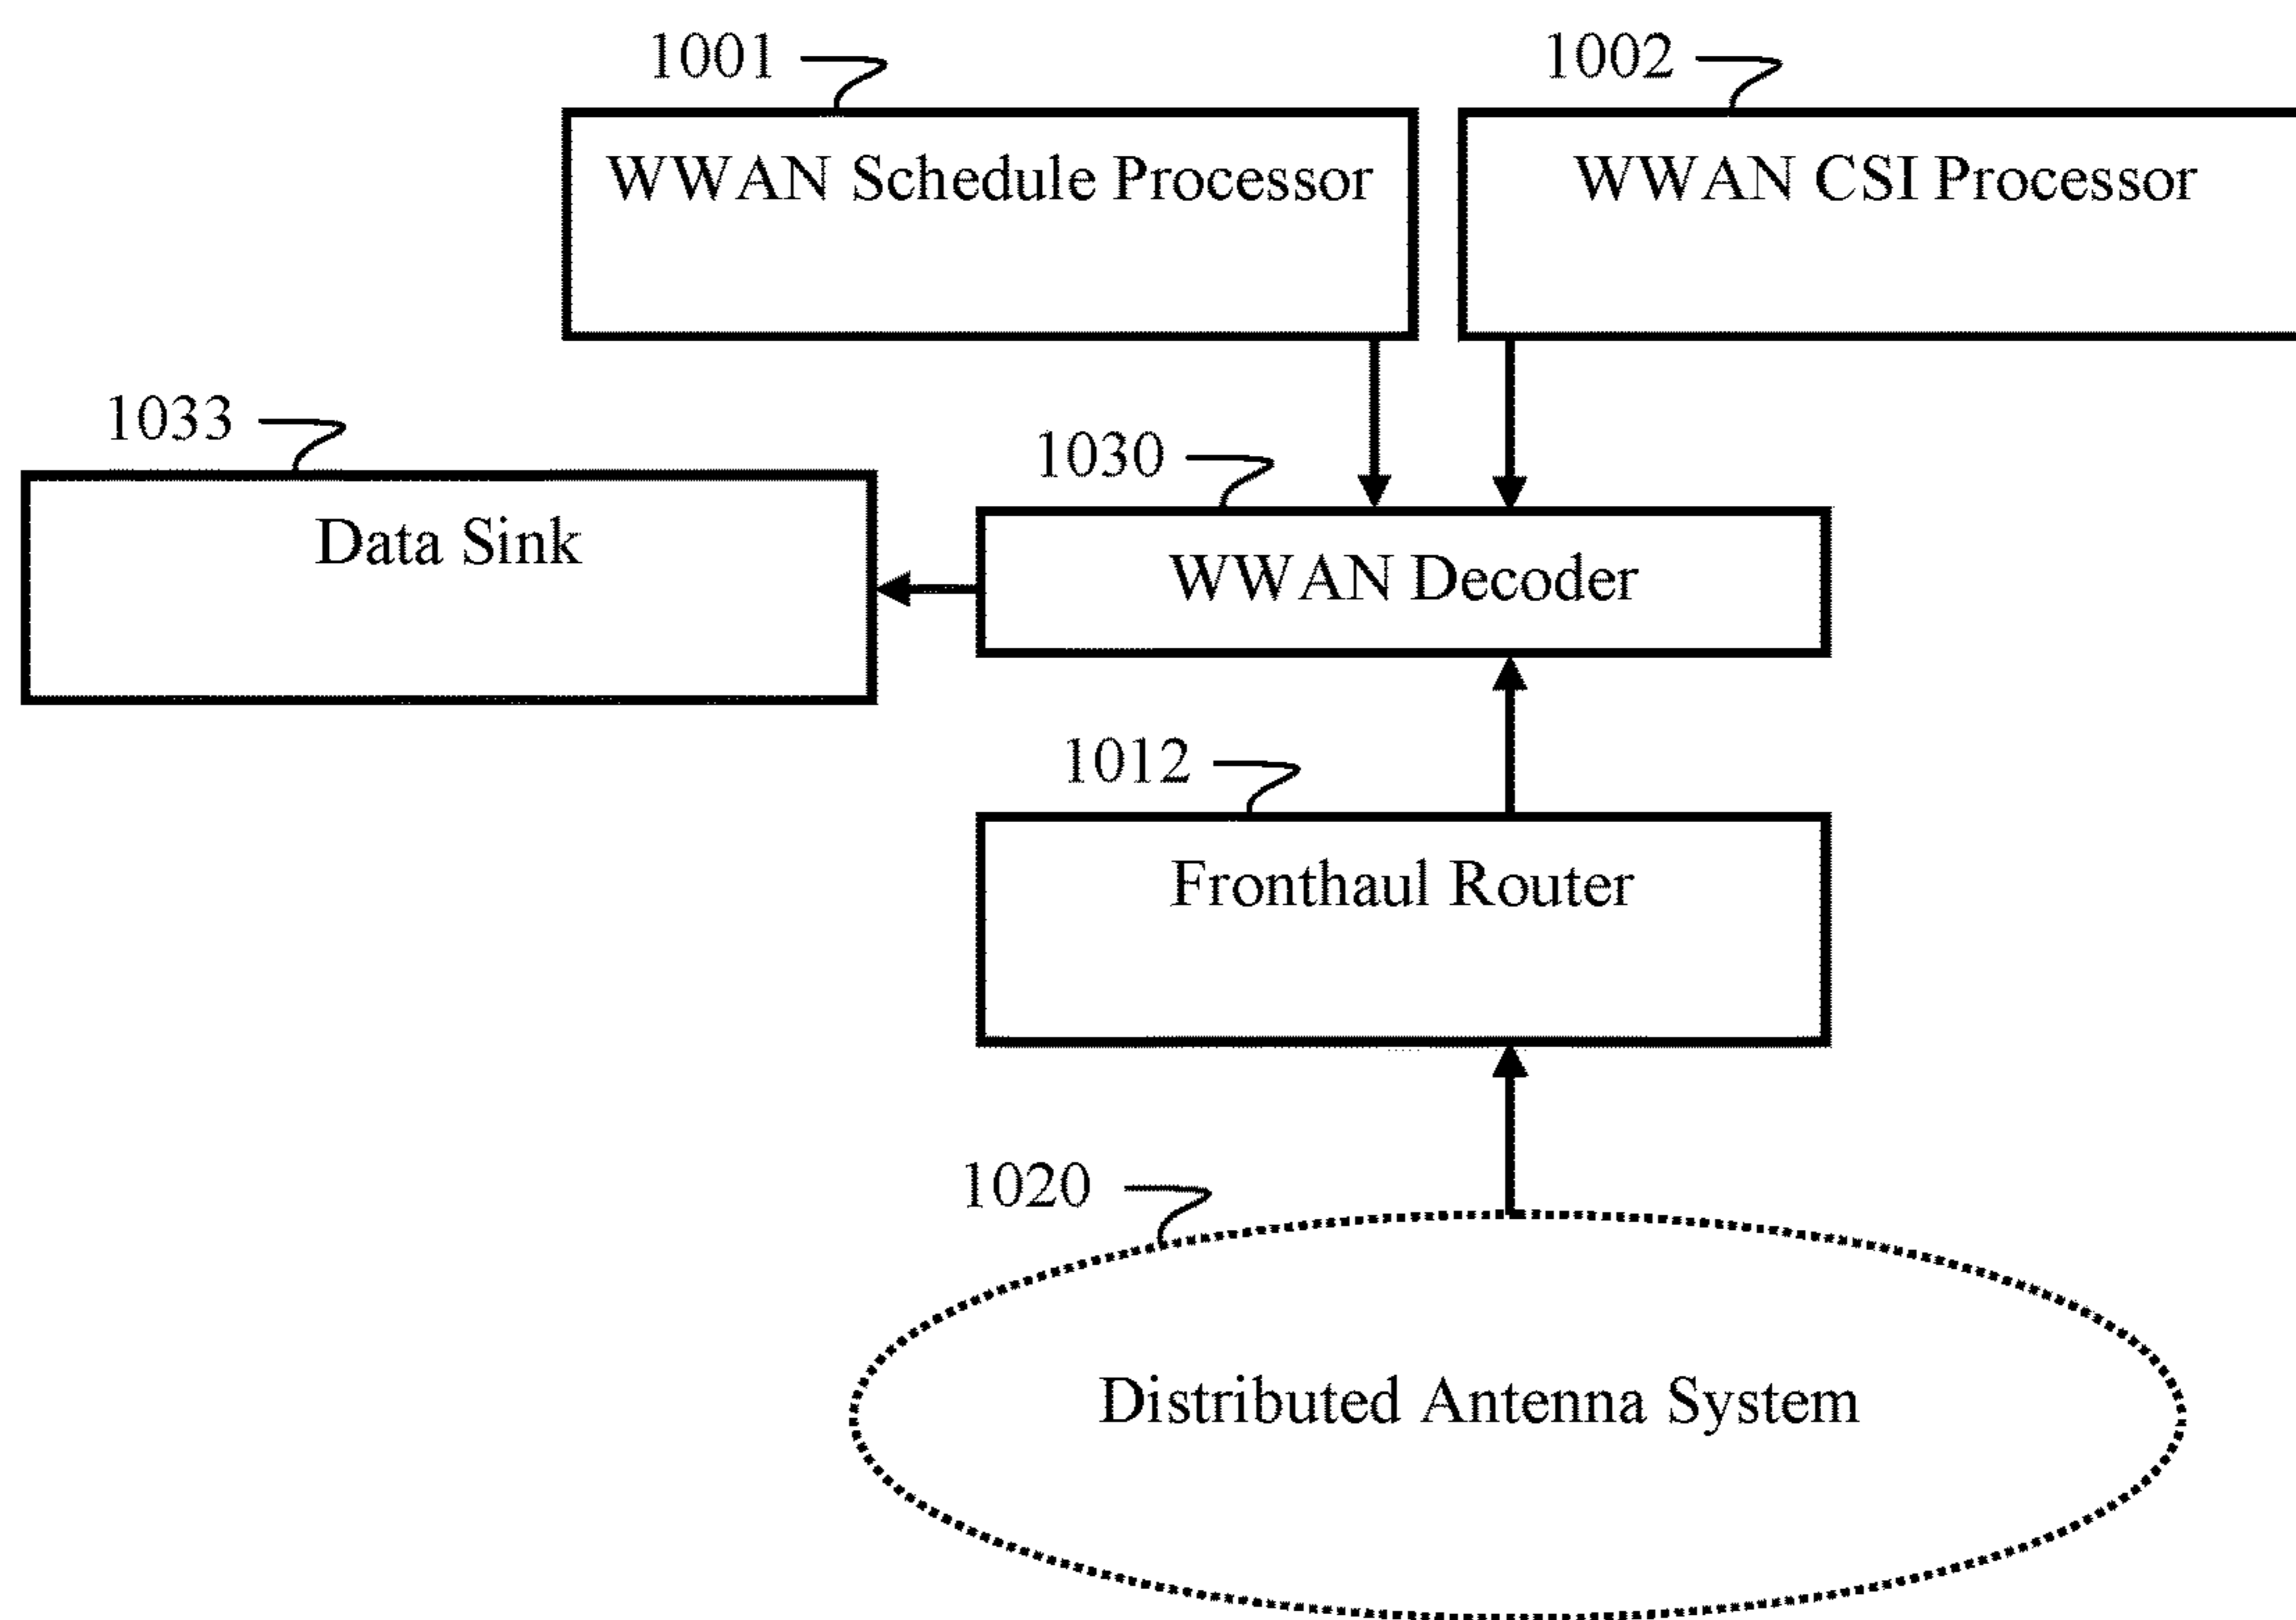 1001
1002
WWAN Schedule Processor
WWAN CSI Processor
1033
1030
Data Sink
WWAN Decoder
1012
Fronthaul Router
1020
Distributed Antenna System